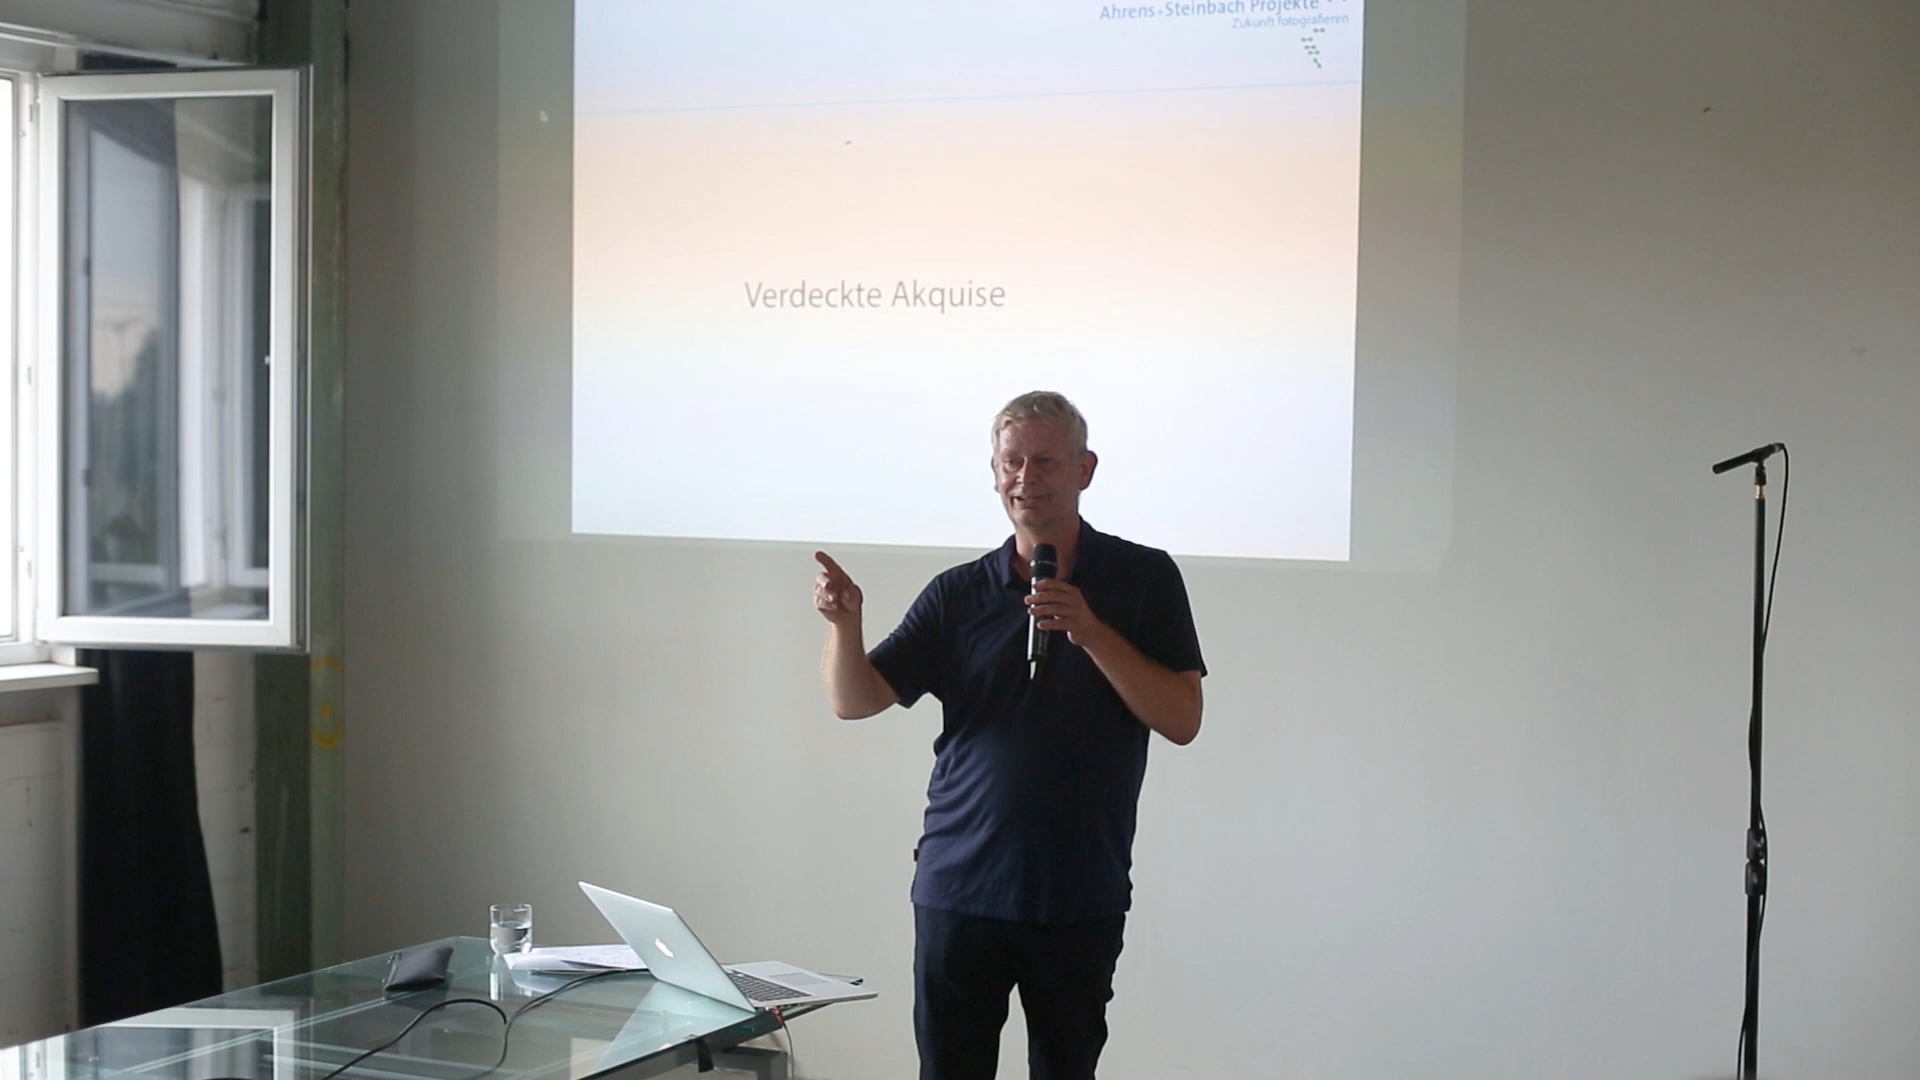 Ahrens+Steinbach Projekte
Zukunft fotografieren
Verdeckte Akquise